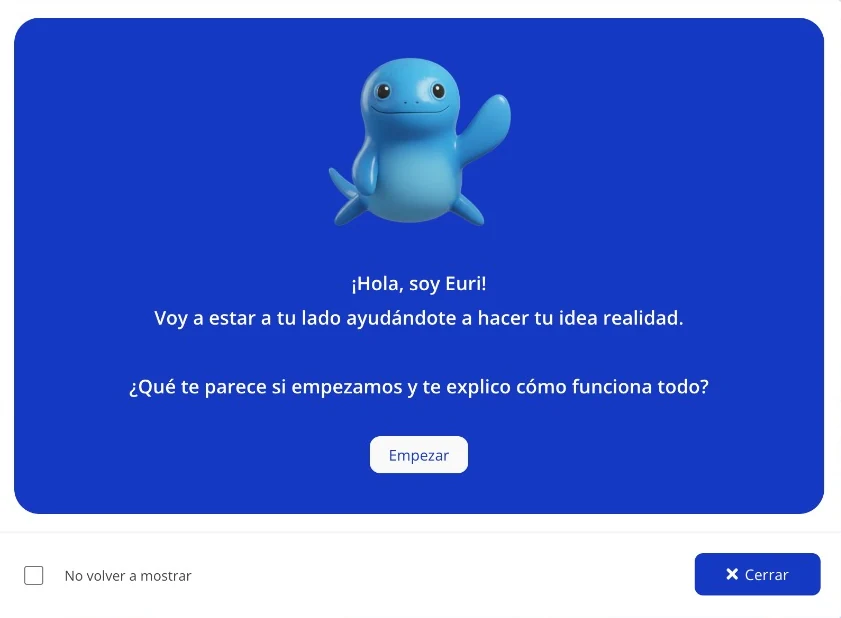 ¡Hola, soy Euri!
Voy a estar a tu lado ayudándote a hacer tu idea realidad.
¿Qué te parece si empezamos y te explico cómo funciona todo?
Empezar
No volver a mostrar
Cerrar